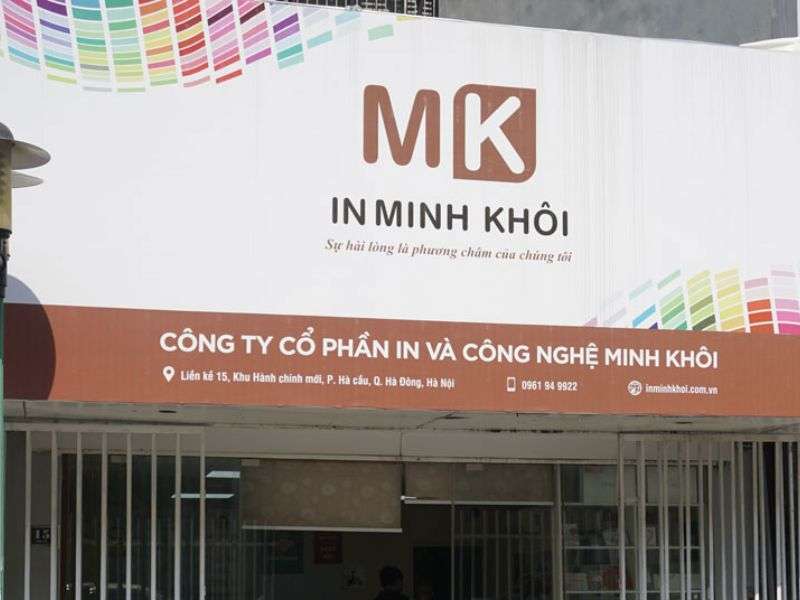 MK
IN MINH KHÔI
Sự hài lòng là phương châm của chúng tôi
CÔNG TY CỔ PHẦN IN VÀ CÔNG NGHỆ MINH KHÔI
Liền kề 15, Khu Hành chính mới, P. Hà cầu, Q. Hà Đông, Hà Nội
0961 94 9922
inminhkhoi.com.vn
15